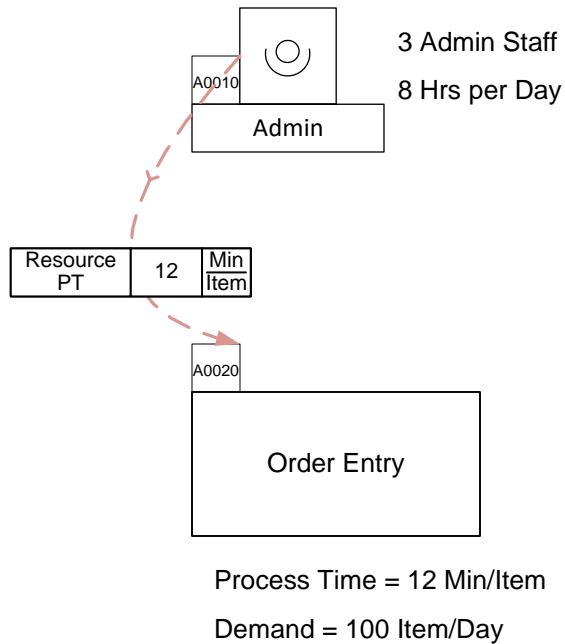 3 Admin Staff
8 Hrs per Day
A0010
Admin
Resource
PT
12
Min
Item
A0020
Order Entry
Process Time = 12 Min/Item
Demand = 100 Item/Day